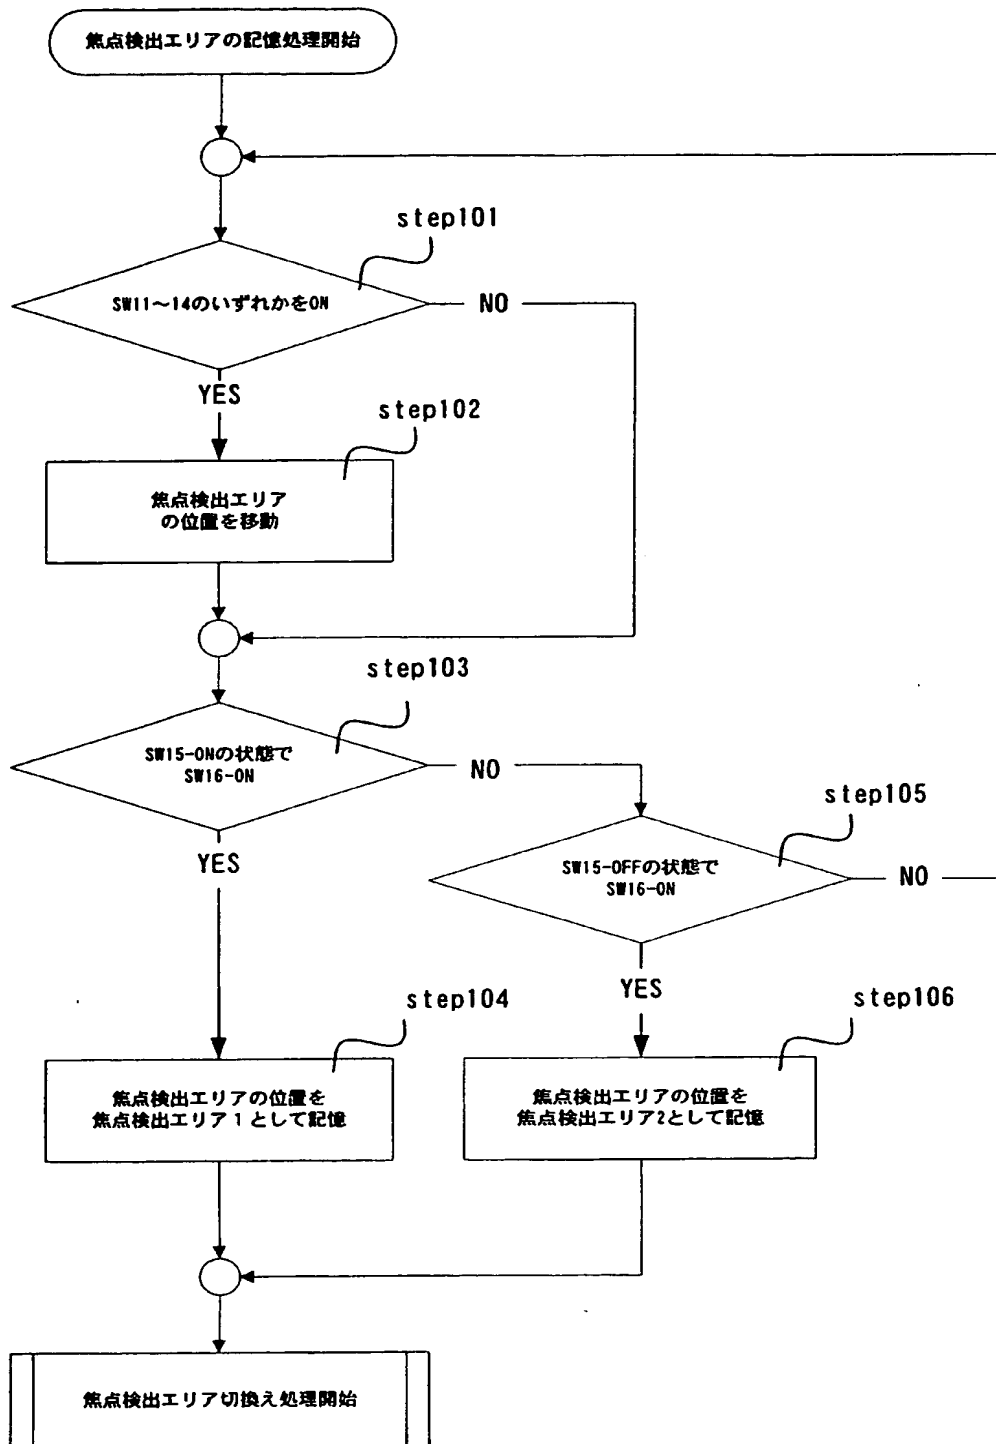 焦点検出エリアの記憶処理開始
step101
SW11〜14のいずれかをON
NO
YES
step102
焦点検出エリア
の位置を移動
step103
SW15-ONの状態で
SW16-ON
NO
step105
YES
SW15-OFFの状態で
SW16-ON
NO
YES
step104
step106
焦点検出エリアの位置を
焦点検出エリア1として記憶
焦点検出エリアの位置を
焦点検出エリア2として記憶
焦点検出エリア切換え処理開始